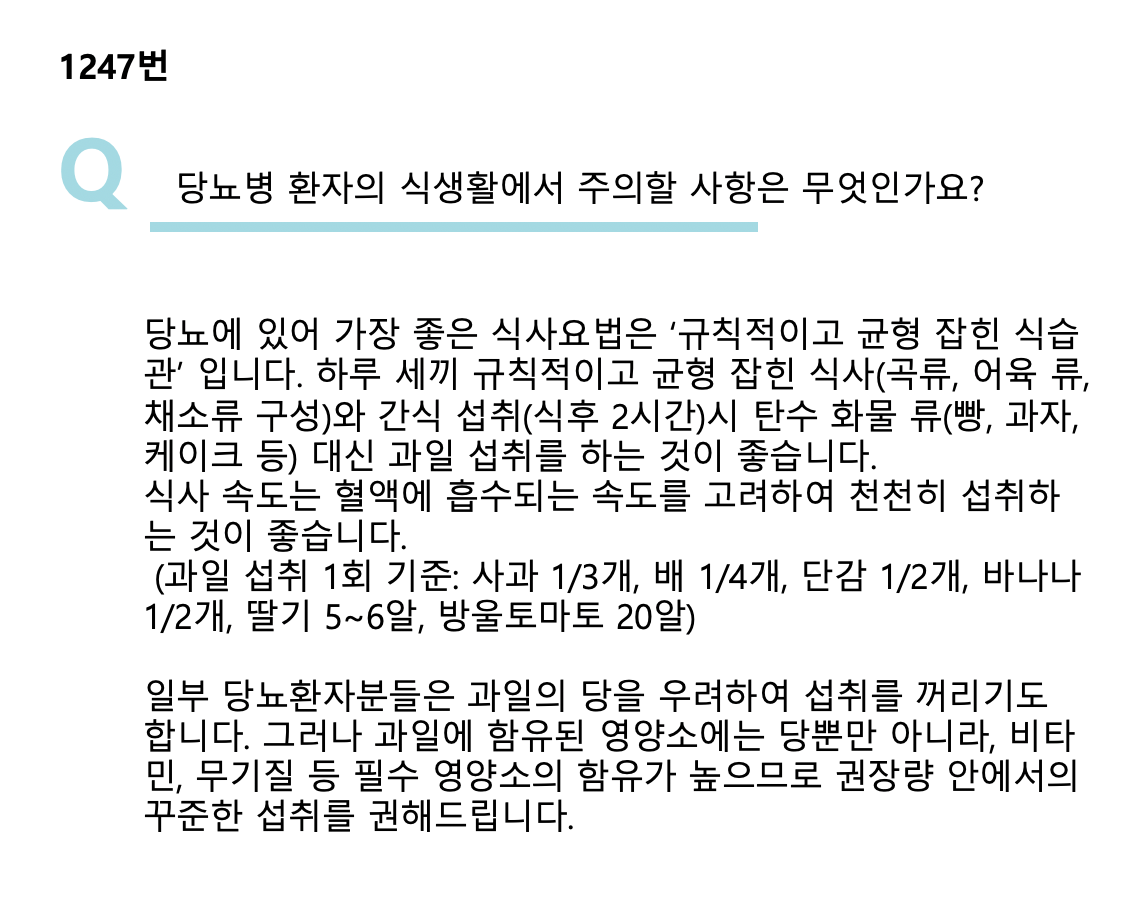 1247번
Q
당뇨병 환자의 식생활에서 주의할 사항은 무엇인가요?
당뇨에 있어 가장 좋은 식사요법은 ‘규칙적이고 균형 잡힌 식습
관’ 입니다. 하루 세끼 규칙적이고 균형 잡힌 식사(곡류, 어육 류,
채소류 구성)와 간식 섭취(식후 2시간)시 탄수 화물 류(빵, 과자,
케이크 등) 대신 과일 섭취를 하는 것이 좋습니다.
식사 속도는 혈액에 흡수되는 속도를 고려하여 천천히 섭취하
는 것이 좋습니다.
(과일 섭취 1회 기준: 사과 1/3개, 배 1/4개, 단감 1/2개, 바나나
1/2개, 딸기 5~6알, 방울토마토 20알)
일부 당뇨환자분들은 과일의 당을 우려하여 섭취를 꺼리기도
합니다. 그러나 과일에 함유된 영양소에는 당뿐만 아니라, 비타
민, 무기질 등 필수 영양소의 함유가 높으므로 권장량 안에서의
꾸준한 섭취를 권해드립니다.